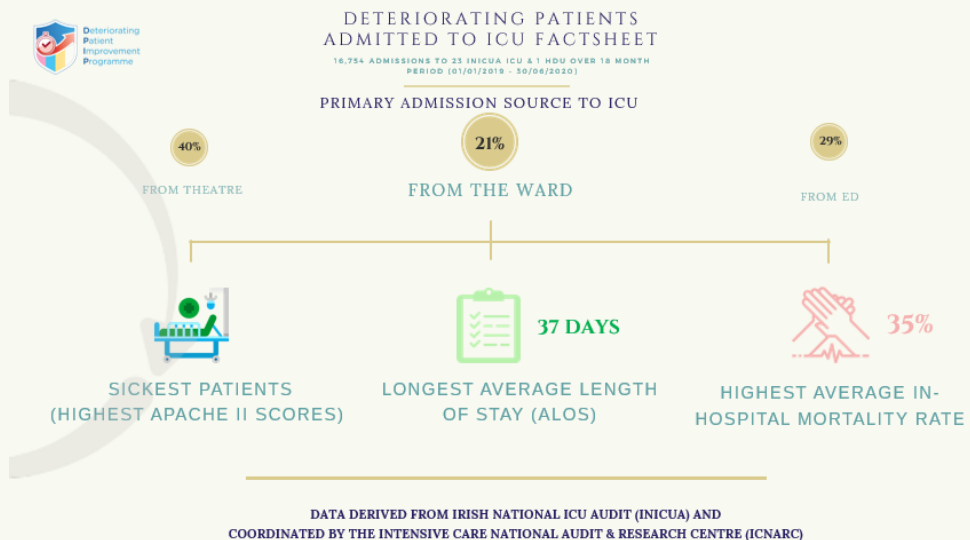 Deteriorating
Patient
Improvement
Programme
DETERIORATING PATIENTS
ADMITTED TO ICU FACTSHEET
16,754 ADMISSIONS TO 23 INICUA ICU & 1 HDU OVER 18 MONTH
PERIOD (01/01/2019 - 30/06/2020)
PRIMARY ADMISSION SOURCE TO ICU
40%
21%
29%
FROM THEATRE
FROM THE WARD
FROM ED
37 DAYS
35%
SICKEST PATIENTS
(HIGHEST APACHE II SCORES)
LONGEST AVERAGE LENGTH
OF STAY (ALOS)
HIGHEST AVERAGE IN-
HOSPITAL MORTALITY RATE
DATA DERIVED FROM IRISH NATIONAL ICU AUDIT (INICUA) AND
COORDINATED BY THE INTENSIVE CARE NATIONAL AUDIT & RESEARCH CENTRE (ICNARC)